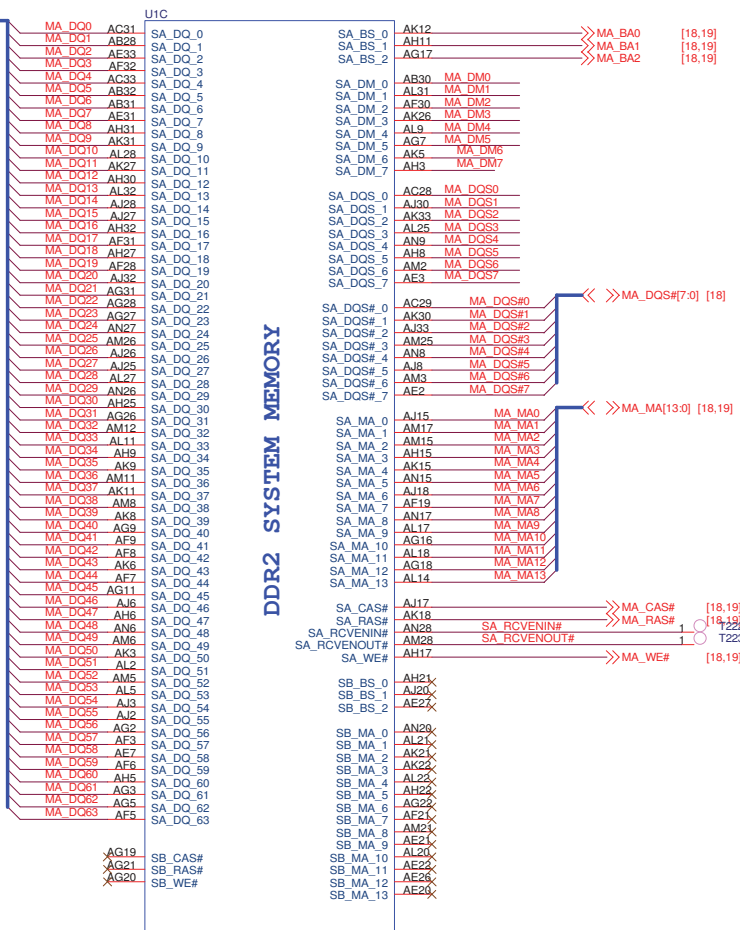 U1C
MA_DQ0 AC31 SA_DQ_0
MA_DQ1 AB28 SA_DQ_1
MA_DQ2 AE33 SA_DQ_2
MA_DQ3 AF32 SA_DQ_3
MA_DQ4 AC33 SA_DQ_4
MA_DQ5 AB32 SA_DQ_5
MA_DQ6 AB31 SA_DQ_6
MA_DQ7 AE31 SA_DQ_7
MA_DQ8 AH31 SA_DQ_8
MA_DQ9 AK31 SA_DQ_9
MA_DQ10 AL28 SA_DQ_10
MA_DQ11 AK27 SA_DQ_11
MA_DQ12 AH30 SA_DQ_12
MA_DQ13 AL32 SA_DQ_13
MA_DQ14 AJ28 SA_DQ_14
MA_DQ15 AJ27 SA_DQ_15
MA_DQ16 AH32 SA_DQ_16
MA_DQ17 AF31 SA_DQ_17
MA_DQ18 AH27 SA_DQ_18
MA_DQ19 AF28 SA_DQ_19
MA_DQ20 AJ32 SA_DQ_20
MA_DQ21 AG31 SA_DQ_21
MA_DQ22 AG28 SA_DQ_22
MA_DQ23 AG27 SA_DQ_23
MA_DQ24 AN27 SA_DQ_24
MA_DQ25 AM26 SA_DQ_25
MA_DQ26 AJ26 SA_DQ_26
MA_DQ27 AJ25 SA_DQ_27
MA_DQ28 AL27 SA_DQ_28
MA_DQ29 AN26 SA_DQ_29
MA_DQ30 AH25 SA_DQ_30
MA_DQ31 AG26 SA_DQ_31
MA_DQ32 AM12 SA_DQ_32
MA_DQ33 AL11 SA_DQ_33
MA_DQ34 AH9 SA_DQ_34
MA_DQ35 AK9 SA_DQ_35
MA_DQ36 AM11 SA_DQ_36
MA_DQ37 AK11 SA_DQ_37
MA_DQ38 AM8 SA_DQ_38
MA_DQ39 AK8 SA_DQ_39
MA_DQ40 AG9 SA_DQ_40
MA_DQ41 AF9 SA_DQ_41
MA_DQ42 AF8 SA_DQ_42
MA_DQ43 AK6 SA_DQ_43
MA_DQ44 AF7 SA_DQ_44
MA_DQ45 AG11 SA_DQ_45
MA_DQ46 AJ6 SA_DQ_46
MA_DQ47 AH6 SA_DQ_47
MA_DQ48 AN6 SA_DQ_48
MA_DQ49 AM6 SA_DQ_49
MA_DQ50 AK3 SA_DQ_50
MA_DQ51 AL2 SA_DQ_51
MA_DQ52 AM5 SA_DQ_52
MA_DQ53 AL5 SA_DQ_53
MA_DQ54 AJ3 SA_DQ_54
MA_DQ55 AJ2 SA_DQ_55
MA_DQ56 AG2 SA_DQ_56
MA_DQ57 AF3 SA_DQ_57
MA_DQ58 AE7 SA_DQ_58
MA_DQ59 AF6 SA_DQ_59
MA_DQ60 AH5 SA_DQ_60
MA_DQ61 AG3 SA_DQ_61
MA_DQ62 AG5 SA_DQ_62
MA_DQ63 AF5 SA_DQ_63
AG19 SB_CAS#
AG21 SB_RAS#
AG20 SB_WE#
DDR2 SYSTEM MEMORY
SA_BS_0 AK12 MA_BA0 [18,19]
SA_BS_1 AH11 MA_BA1 [18,19]
SA_BS_2 AG17 MA_BA2 [18,19]
SA_DM_0 AB30 MA_DM0
SA_DM_1 AL31 MA_DM1
SA_DM_2 AF30 MA_DM2
SA_DM_3 AK26 MA_DM3
SA_DM_4 AL9 MA_DM4
SA_DM_5 AG7 MA_DM5
SA_DM_6 AK5 MA_DM6
SA_DM_7 AH3 MA_DM7
SA_DQS_0 AC28 MA_DQS0
SA_DQS_1 AJ30 MA_DQS1
SA_DQS_2 AK33 MA_DQS2
SA_DQS_3 AL25 MA_DQS3
SA_DQS_4 AN9 MA_DQS4
SA_DQS_5 AH8 MA_DQS5
SA_DQS_6 AM2 MA_DQS6
SA_DQS_7 AE3 MA_DQS7
MA_DQS#[7:0] [18]
SA_DQS#_0 AC29 MA_DQS#0
SA_DQS#_1 AK30 MA_DQS#1
SA_DQS#_2 AJ33 MA_DQS#2
SA_DQS#_3 AM25 MA_DQS#3
SA_DQS#_4 AN8 MA_DQS#4
SA_DQS#_5 AJ8 MA_DQS#5
SA_DQS#_6 AM3 MA_DQS#6
SA_DQS#_7 AE2 MA_DQS#7
MA_MA[13:0] [18,19]
SA_MA_0 AJ15 MA_MA0
SA_MA_1 AM17 MA_MA1
SA_MA_2 AM15 MA_MA2
SA_MA_3 AH15 MA_MA3
SA_MA_4 AK15 MA_MA4
SA_MA_5 AN15 MA_MA5
SA_MA_6 AJ18 MA_MA6
SA_MA_7 AF19 MA_MA7
SA_MA_8 AN17 MA_MA8
SA_MA_9 AL17 MA_MA9
SA_MA_10 AG16 MA_MA10
SA_MA_11 AL18 MA_MA11
SA_MA_12 AG18 MA_MA12
SA_MA_13 AL14 MA_MA13
SA_CAS# AJ17 MA_CAS# [18,19]
SA_RAS# AK18 MA_RAS# [18,19]
SA_RCVENIN# AN28 SA_RCVENIN# 1
SA_RCVENOUT# AM28 SA_RCVENOUT# 1
SA_WE# AH17 MA_WE# [18,19]
SB_BS_0 AH21
SB_BS_1 AJ20
SB_BS_2 AE27
SB_MA_0 AN20
SB_MA_1 AL21
SB_MA_2 AK21
SB_MA_3 AK22
SB_MA_4 AL22
SB_MA_5 AH22
SB_MA_6 AG22
SB_MA_7 AF21
SB_MA_8 AM21
SB_MA_9 AE21
SB_MA_10 AL20
SB_MA_11 AE22
SB_MA_12 AE26
SB_MA_13 AE20